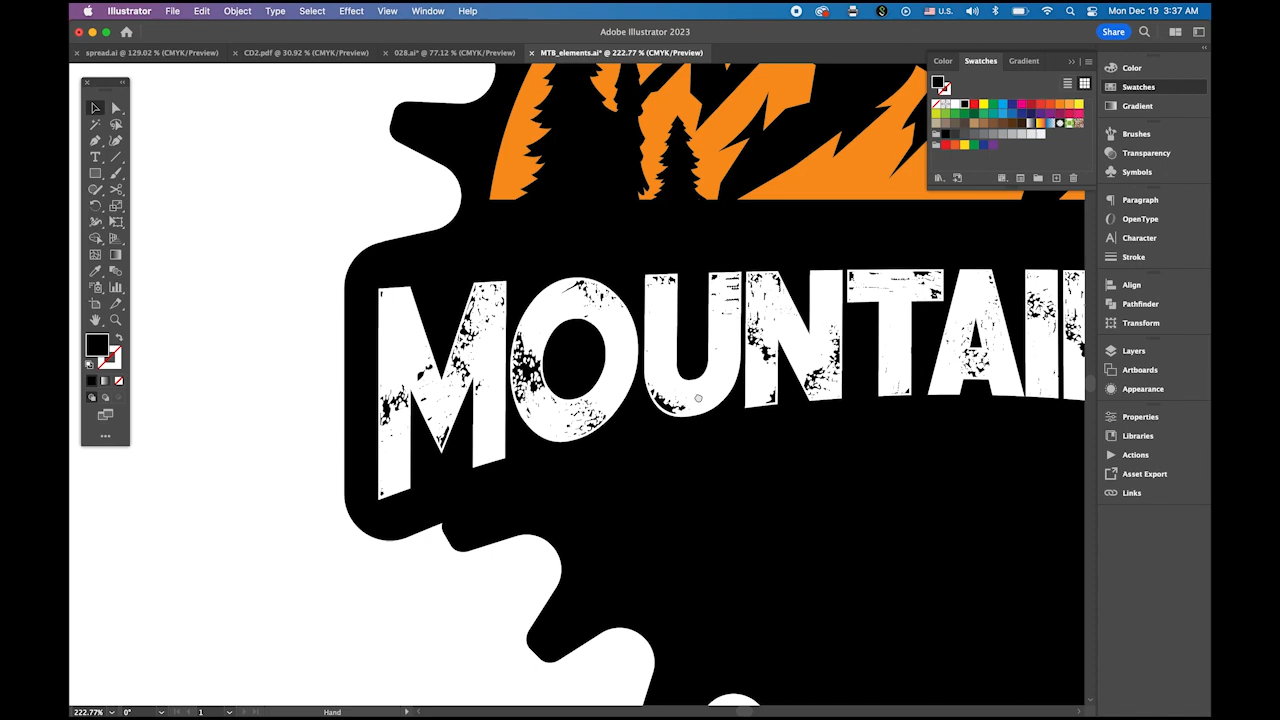 Illustrator File Edit Object Type Select Effect View Window Help
U.S. Mon Dec 19 3:37 AM
Adobe Illustrator 2023
Share
spread.ai @ 129.02 % (CMYK/Preview)
CD2.pdf @ 30.92 % (CMYK/Preview)
028.ai* @ 77.12 % (CMYK/Preview)
MTB_elements.ai* @ 222.77 % (CMYK/Preview)
Color Swatches Gradient
Color
Swatches
Gradient
Brushes
Transparency
Symbols
Paragraph
OpenType
Character
Stroke
Align
Pathfinder
Transform
Layers
Artboards
Appearance
Properties
Libraries
Actions
Asset Export
Links
MOUNTAIN
222.77% 0° 1 Hand